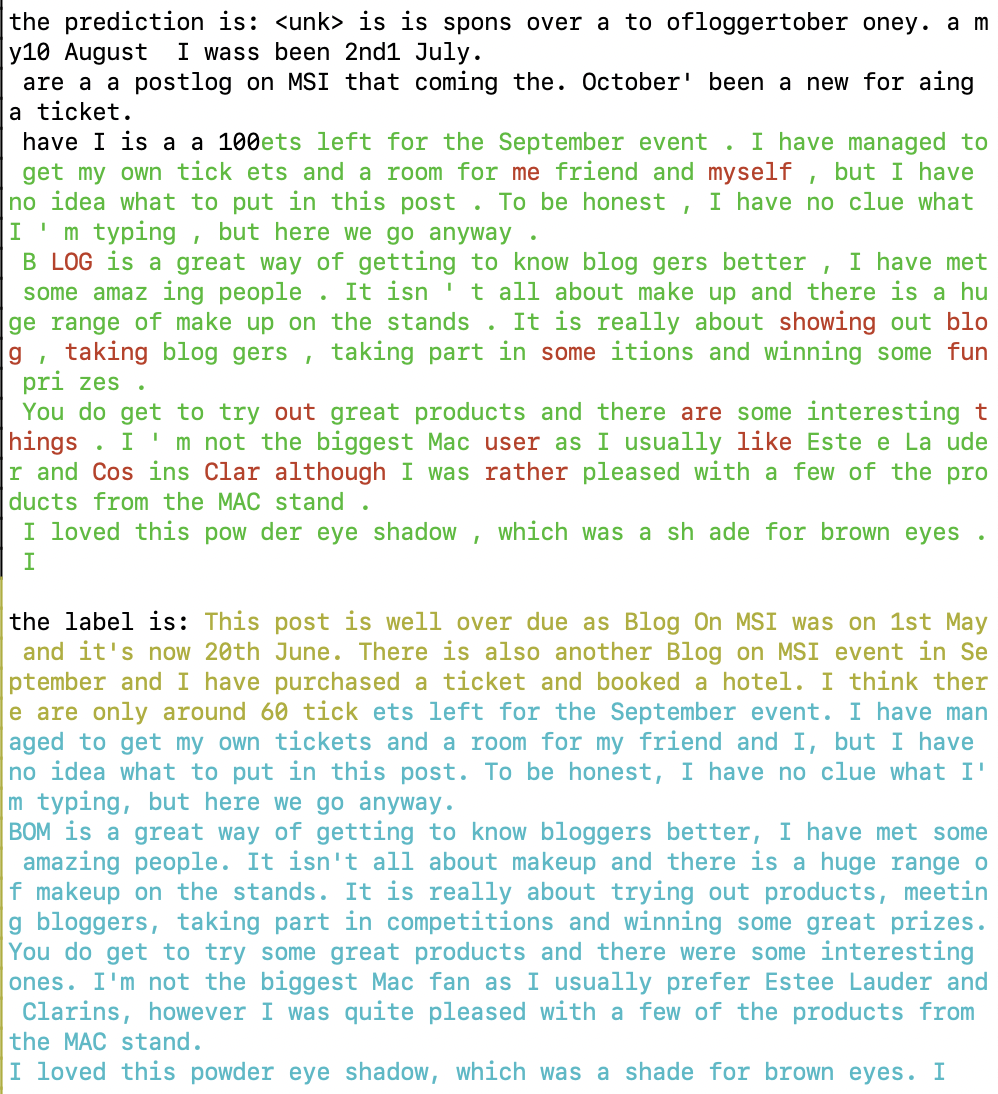 the prediction is: <unk> is is spons over a to ofloggertober oney. a m
y10 August  I wass been 2nd1 July.
 are a a postlog on MSI that coming the. October' been a new for aing
a ticket.
 have I is a a 100ets left for the September event . I have managed to
 get my own tick ets and a room for me friend and myself , but I have
no idea what to put in this post . To be honest , I have no clue what
I ' m typing , but here we go anyway .
 B LOG is a great way of getting to know blog gers better , I have met
 some amaz ing people . It isn ' t all about make up and there is a hu
ge range of make up on the stands . It is really about showing out blo
g , taking blog gers , taking part in some itions and winning some fun
 pri zes .
 You do get to try out great products and there are some interesting t
hings . I ' m not the biggest Mac user as I usually like Este e La ude
r and Cos ins Clar although I was rather pleased with a few of the pro
ducts from the MAC stand .
 I loved this pow der eye shadow , which was a sh ade for brown eyes .
 I
the label is: This post is well over due as Blog On MSI was on 1st May
 and it's now 20th June. There is also another Blog on MSI event in Se
ptember and I have purchased a ticket and booked a hotel. I think ther
e are only around 60 tick ets left for the September event. I have man
aged to get my own tickets and a room for my friend and I, but I have
no idea what to put in this post. To be honest, I have no clue what I'
m typing, but here we go anyway.
BOM is a great way of getting to know bloggers better, I have met some
 amazing people. It isn't all about makeup and there is a huge range o
f makeup on the stands. It is really about trying out products, meetin
g bloggers, taking part in competitions and winning some great prizes.
You do get to try some great products and there were some interesting
ones. I'm not the biggest Mac fan as I usually prefer Estee Lauder and
 Clarins, however I was quite pleased with a few of the products from
the MAC stand.
I loved this powder eye shadow, which was a shade for brown eyes. I